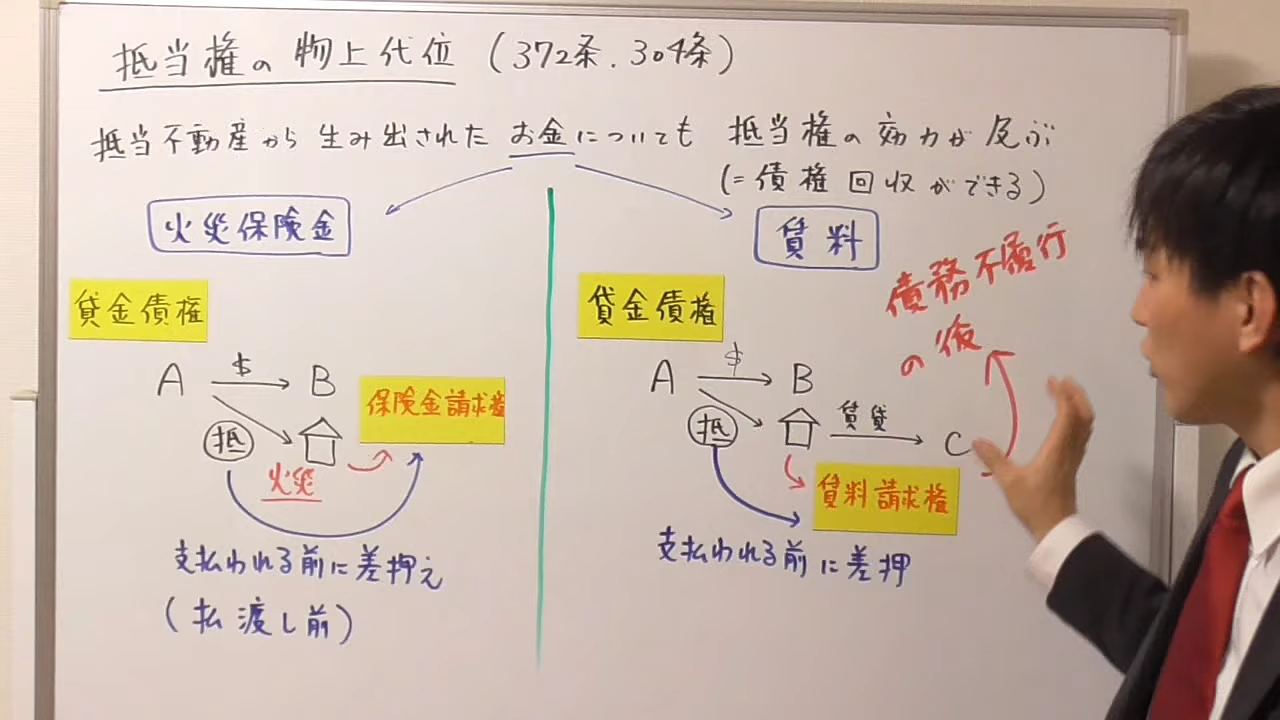 抵当権の物上代位（372条.304条）
抵当不動産から生み出されたお金についても 抵当権の効力が及ぶ
(=債権回収ができる)
火災保険金
貸金債権
A $ B
保険金請求権
抵
火災
支払われる前に差押え
(払渡し前)
賃料
債務不履行
の後
貸金債権
A $ B
抵
賃貸
C
賃料請求権
支払われる前に差押